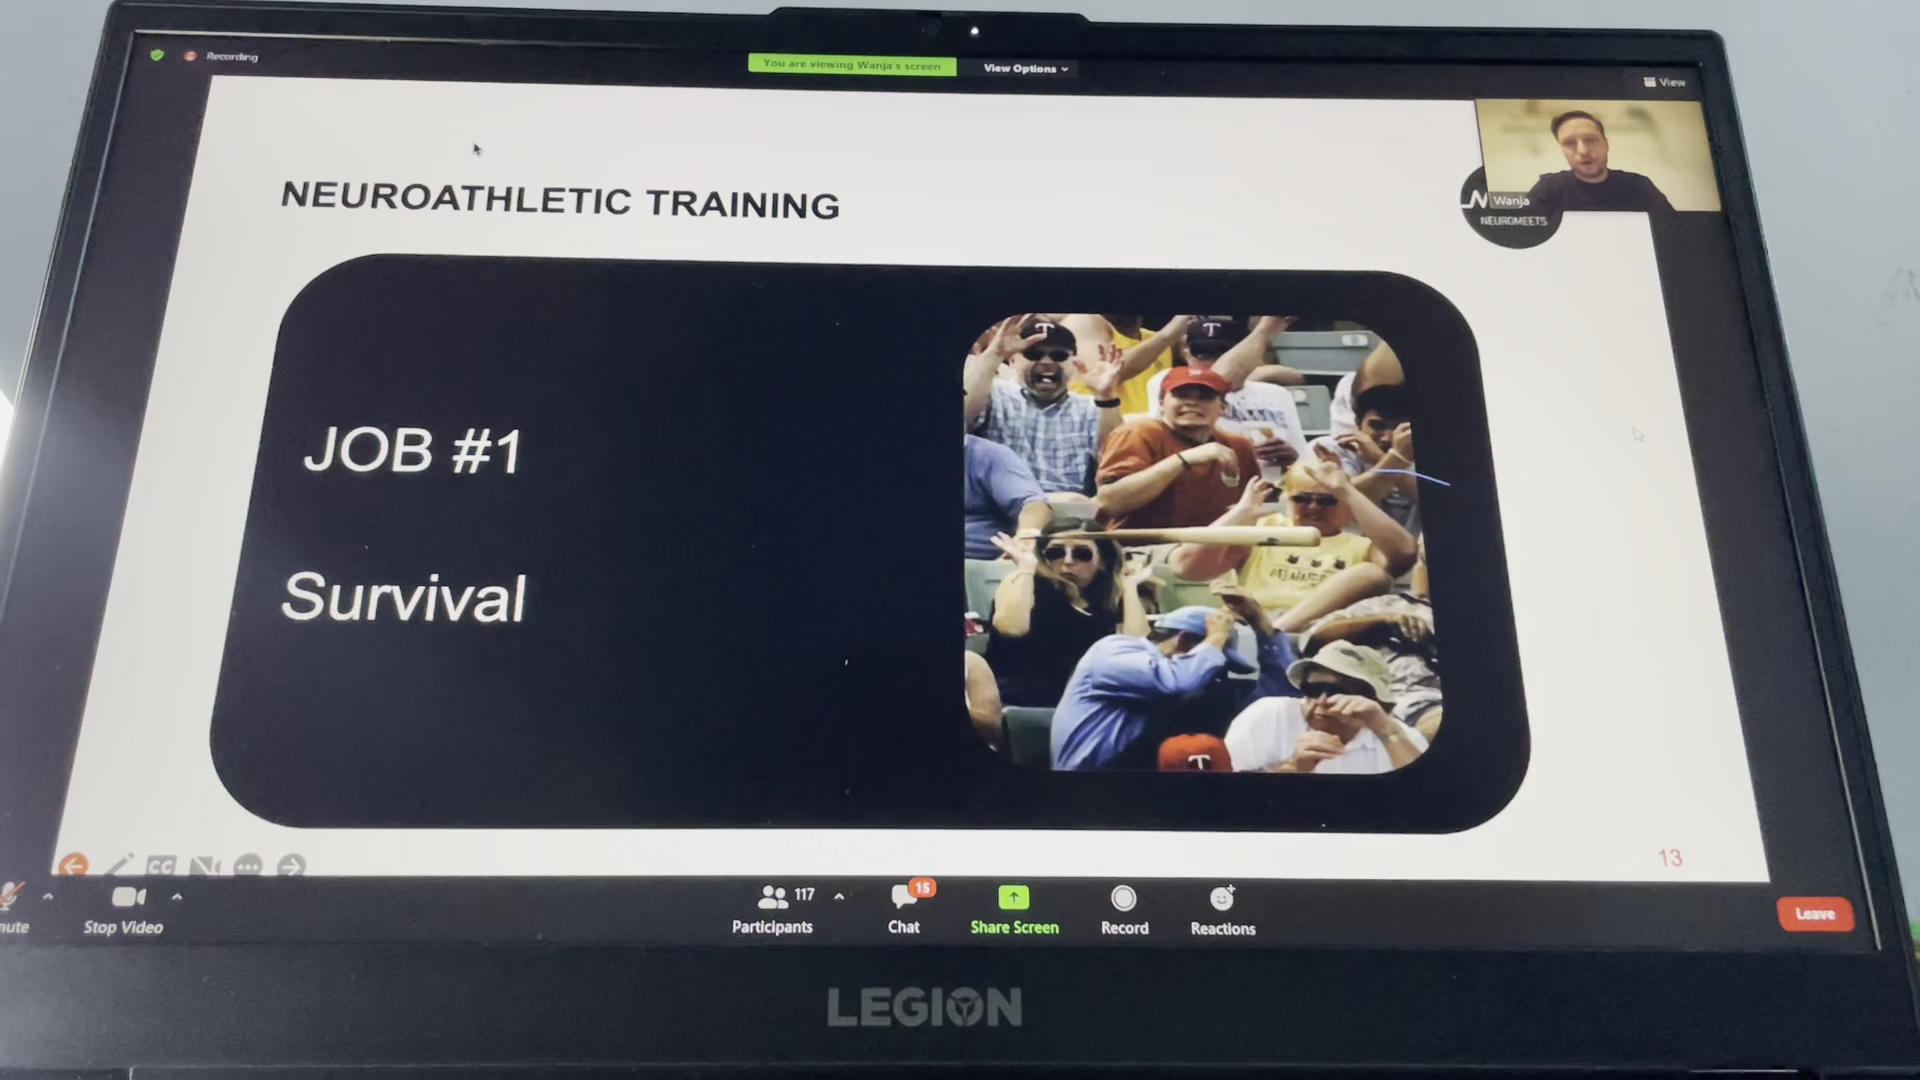 Recording
You are viewing Wanja's screen
View Options
View
NEUROATHLETIC TRAINING
Wanja
NEUROMEETS
JOB #1
Survival
T
T
T
CC
13
Stop Video
117
Participants
15
Chat
Share Screen
Record
Reactions
Leave
LEGION